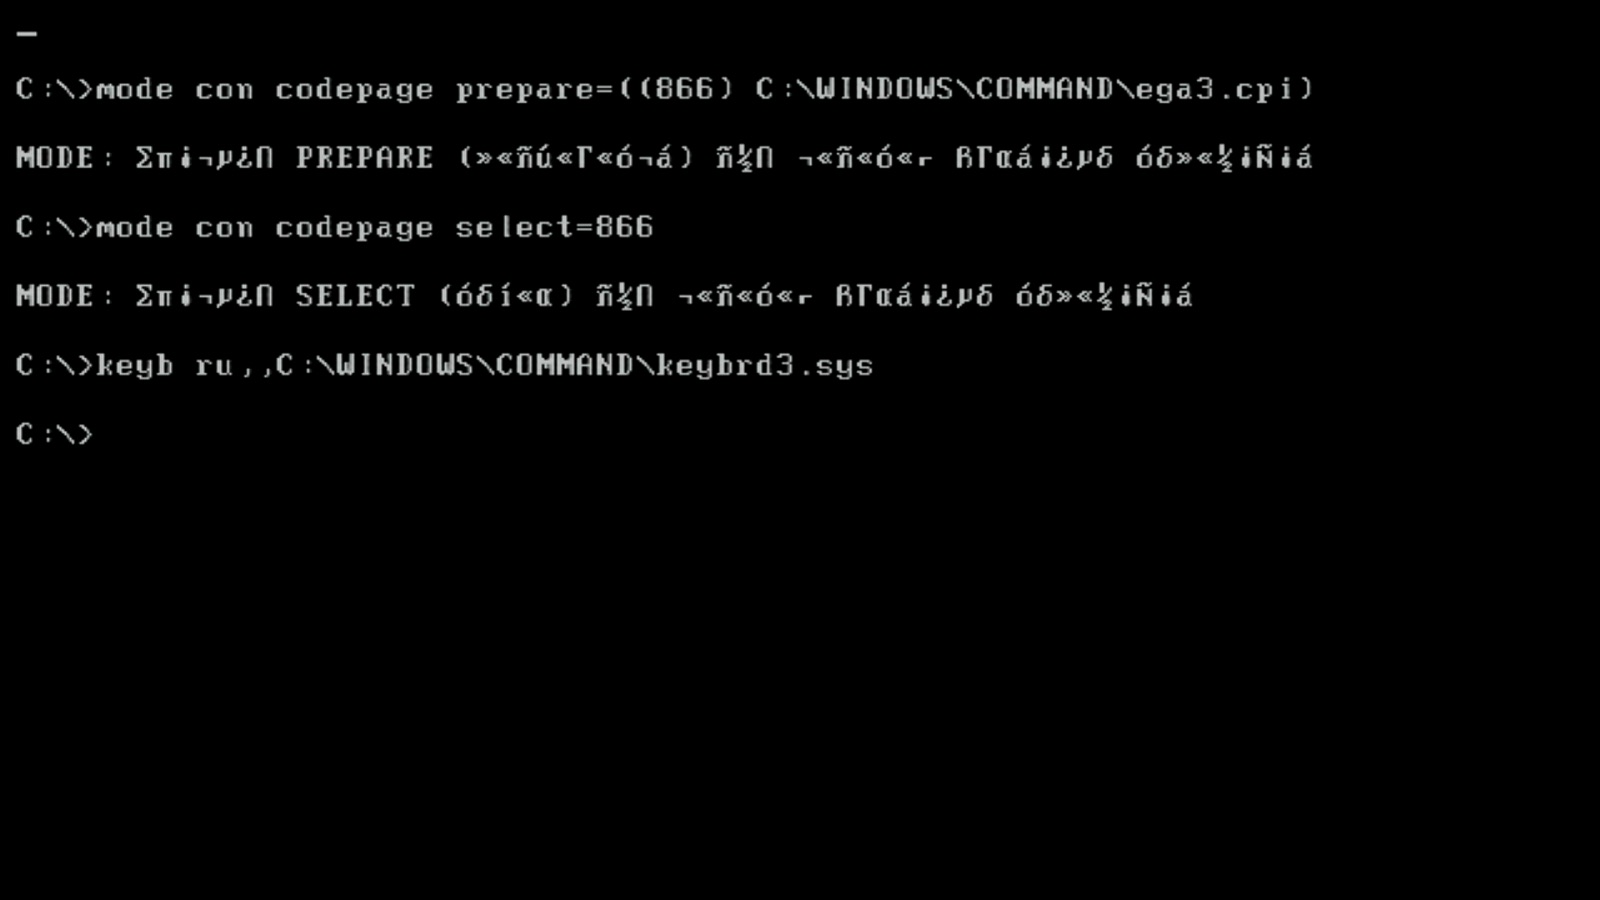 C:\>mode con codepage prepare=((866) C:\WINDOWS\COMMAND\ega3.cpi)
MODE: Σπ¡¬µ¿∩ PREPARE (»«ñú«Γ«ó¬á) ñ½∩ ¬«ñ«ó«⌐ ßΓαá¡¿µδ óδ»«½¡Ñ¡á
C:\>mode con codepage select=866
MODE: Σπ¡¬µ¿∩ SELECT (óδí«α) ñ½∩ ¬«ñ«ó«⌐ ßΓαá¡¿µδ óδ»«½¡Ñ¡á
C:\>keyb ru,,C:\WINDOWS\COMMAND\keybrd3.sys
C:\>